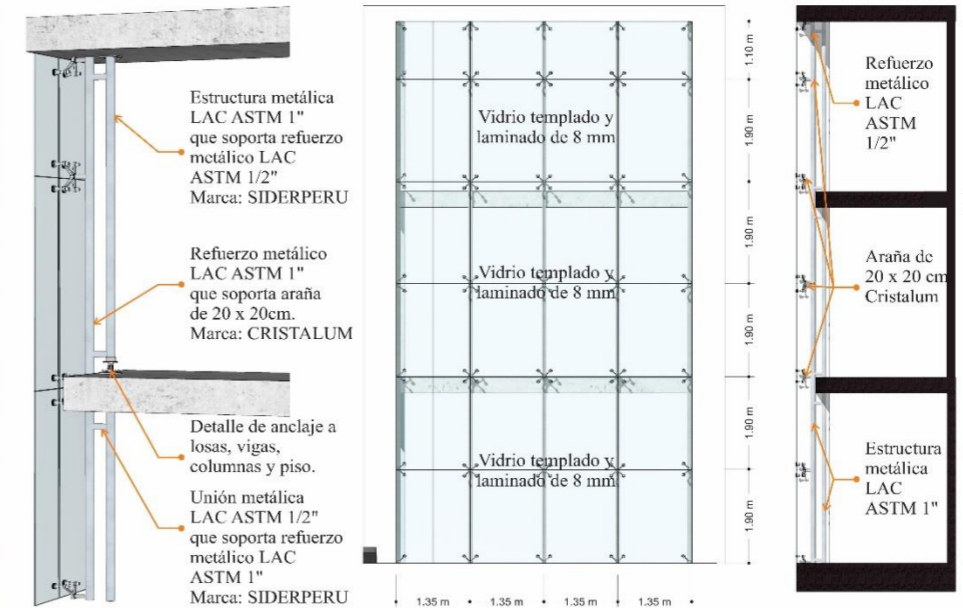 Estructura metálica
LAC ASTM 1"
que soporta refuerzo
metálico LAC
ASTM 1/2"
Marca: SIDERPERU
Refuerzo metálico
LAC ASTM 1"
que soporta araña
de 20 x 20cm.
Marca: CRISTALUM
Detalle de anclaje a
losas, vigas,
columnas y piso.
Unión metálica
LAC ASTM 1/2"
que soporta refuerzo
metálico LAC
ASTM 1"
Marca: SIDERPERU
Vidrio templado y
laminado de 8 mm
Vidrio templado y
laminado de 8 mm
Vidrio templado y
laminado de 8 mm
1.10 m
1.90 m
1.90 m
1.90 m
1.90 m
1.90 m
1.35 m
1.35 m
1.35 m
1.35 m
Refuerzo
metálico
LAC
ASTM
1/2"
Araña de
20 x 20 cm
Cristalum
Estructura
metálica
LAC
ASTM 1"